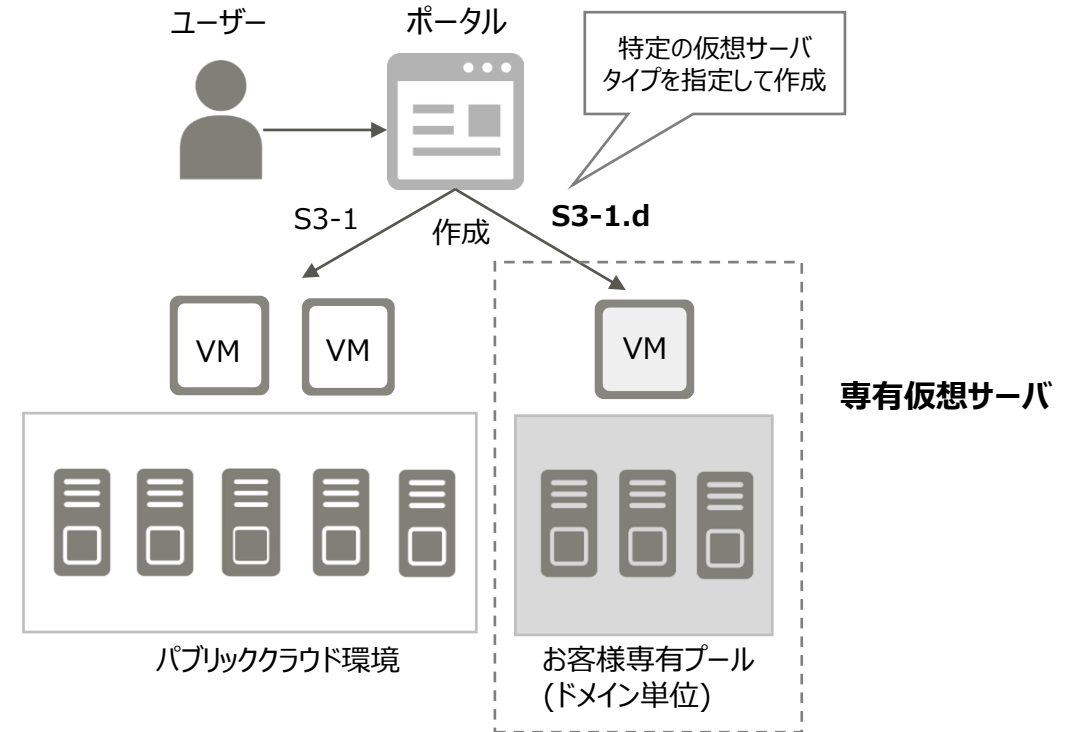 ユーザー
ポータル
特定の仮想サーバ
タイプを指定して作成
S3-1
作成
S3-1.d
VM
VM
VM
専有仮想サーバ
パブリッククラウド環境
お客様専有プール
(ドメイン単位)